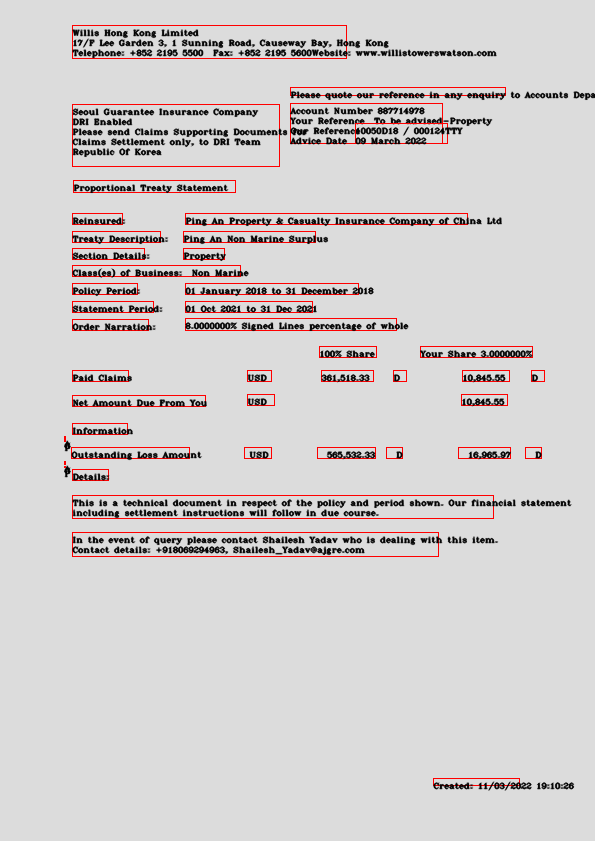 Willis Hong Kong Limited
17/F Lee Garden 3, 1 Sunning Road, Causeway Bay, Hong Kong
Telephone: +852 2195 5500  Fax: +852 2195 5600Website: www.willistowerswatson.com
Please quote our reference in any enquiry to Accounts Depa
Seoul Guarantee Insurance Company
DRI Enabled
Please send Claims Supporting Documents for
Claims Settlement only, to DRI Team
Republic Of Korea
Account Number 887714978
Your Reference  To be advised-Property
Our Reference 10050D18 / 000124TTY
Advice Date  09 March 2022
Proportional Treaty Statement
Reinsured: Ping An Property & Casualty Insurance Company of China Ltd
Treaty Description: Ping An Non Marine Surplus
Section Details: Property
Class(es) of Business:  Non Marine
Policy Period: 01 January 2018 to 31 December 2018
Statement Period: 01 Oct 2021 to 31 Dec 2021
Order Narration: 8.0000000% Signed Lines percentage of whole
100% Share Your Share 3.0000000%
Paid Claims USD 361,518.33 D 10,845.55 D
Net Amount Due From You USD 10,845.55
Information
Outstanding Loss Amount USD 565,532.33 D 16,965.97 D
Details:
This is a technical document in respect of the policy and period shown. Our financial statement
including settlement instructions will follow in due course.
In the event of query please contact Shailesh Yadav who is dealing with this item.
Contact details: +918069294963, Shailesh_Yadav@ajgre.com
Created: 11/03/2022 19:10:26